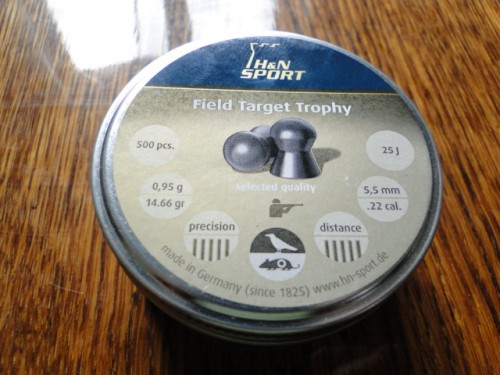 H&N
SPORT
Field Target Trophy
500 pcs.
25 J
0,95 g
14.66 gr
selected quality
5,5 mm
.22 cal.
precision
distance
made in Germany (since 1825) www.hn-sport.de